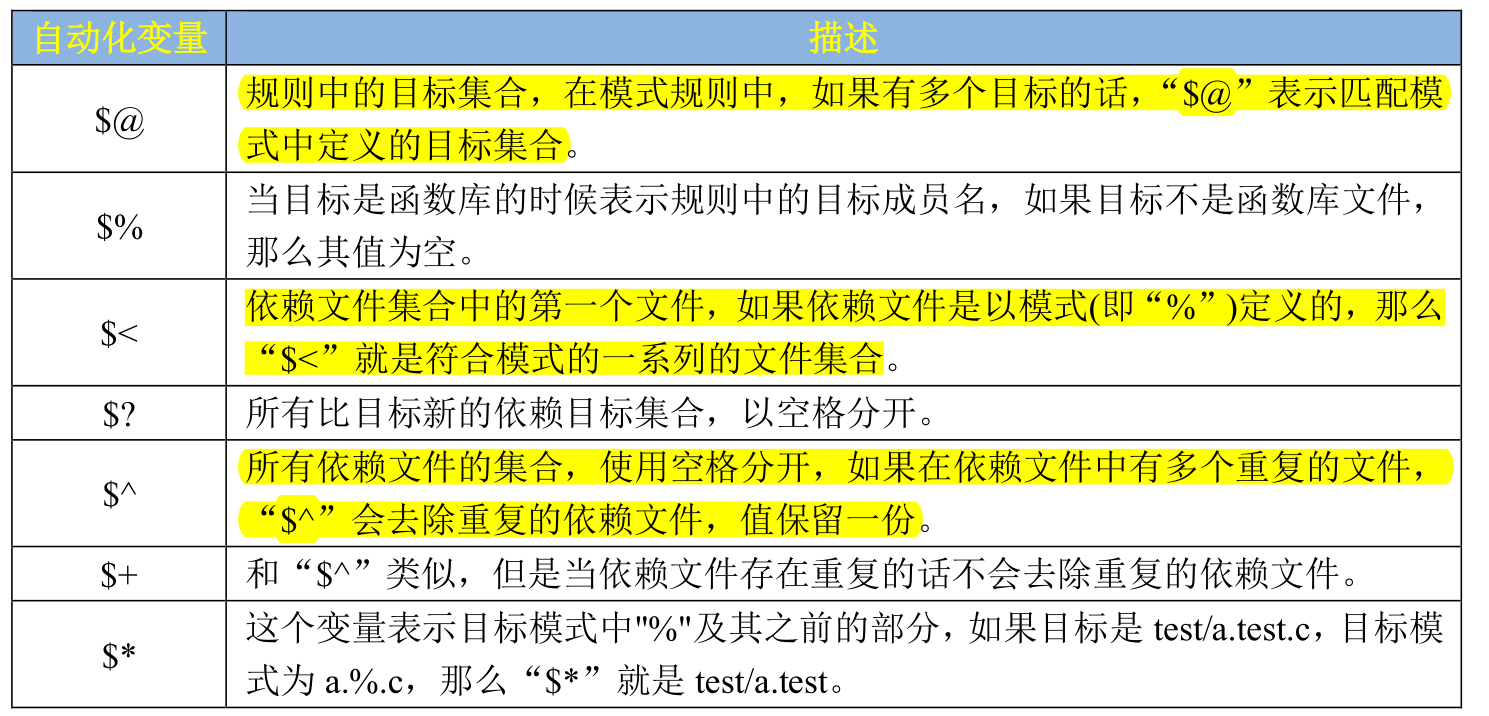 自动化变量 描述
$@
规则中的目标集合，在模式规则中，如果有多个目标的话，“$@”表示匹配模
式中定义的目标集合。
$%
当目标是函数库的时候表示规则中的目标成员名，如果目标不是函数库文件，
那么其值为空。
$<
依赖文件集合中的第一个文件，如果依赖文件是以模式(即“%”)定义的，那么
“$<”就是符合模式的一系列的文件集合。
$? 所有比目标新的依赖目标集合，以空格分开。
$^
所有依赖文件的集合，使用空格分开，如果在依赖文件中有多个重复的文件，
“$^”会去除重复的依赖文件，值保留一份。
$+ 和“$^”类似，但是当依赖文件存在重复的话不会去除重复的依赖文件。
$*
这个变量表示目标模式中"%"及其之前的部分，如果目标是 test/a.test.c，目标模
式为 a.%.c，那么“$*”就是 test/a.test。